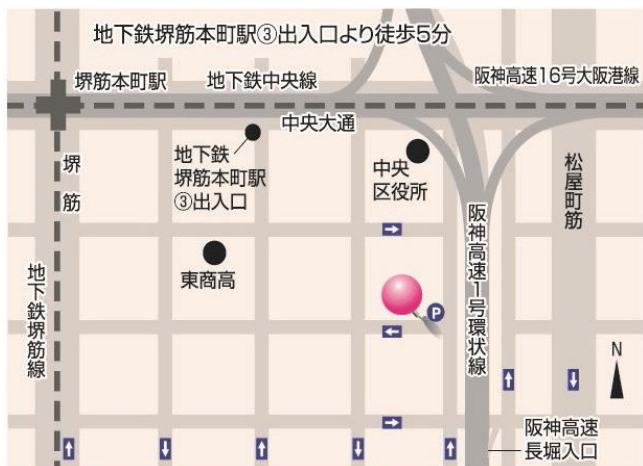 地下鉄堺筋本町駅③出入口より徒歩5分
堺筋本町駅
地下鉄中央線
阪神高速16号大阪港線
中央大通
地下鉄
堺筋本町駅
③出入口
中央
区役所
堺筋
松屋町筋
東商高
阪神高速1号環状線
地下鉄堺筋線
P
N
阪神高速
長堀入口